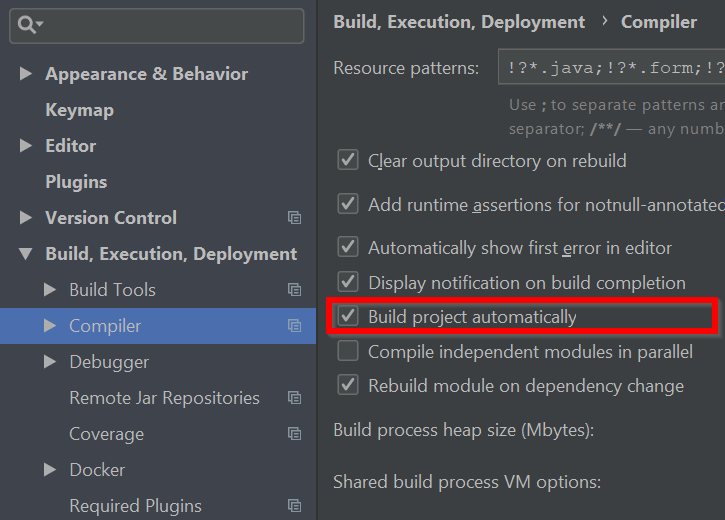 Appearance & Behavior
Keymap
Editor
Plugins
Version Control
Build, Execution, Deployment
Build Tools
Compiler
Debugger
Remote Jar Repositories
Coverage
Docker
Required Plugins
Build, Execution, Deployment › Compiler
Resource patterns: !?*.java;!?*.form;!?
Use ; to separate patterns ar
separator; /**/ — any numb
Clear output directory on rebuild
Add runtime assertions for notnull-annotated
Automatically show first error in editor
Display notification on build completion
Build project automatically
Compile independent modules in parallel
Rebuild module on dependency change
Build process heap size (Mbytes):
Shared build process VM options: